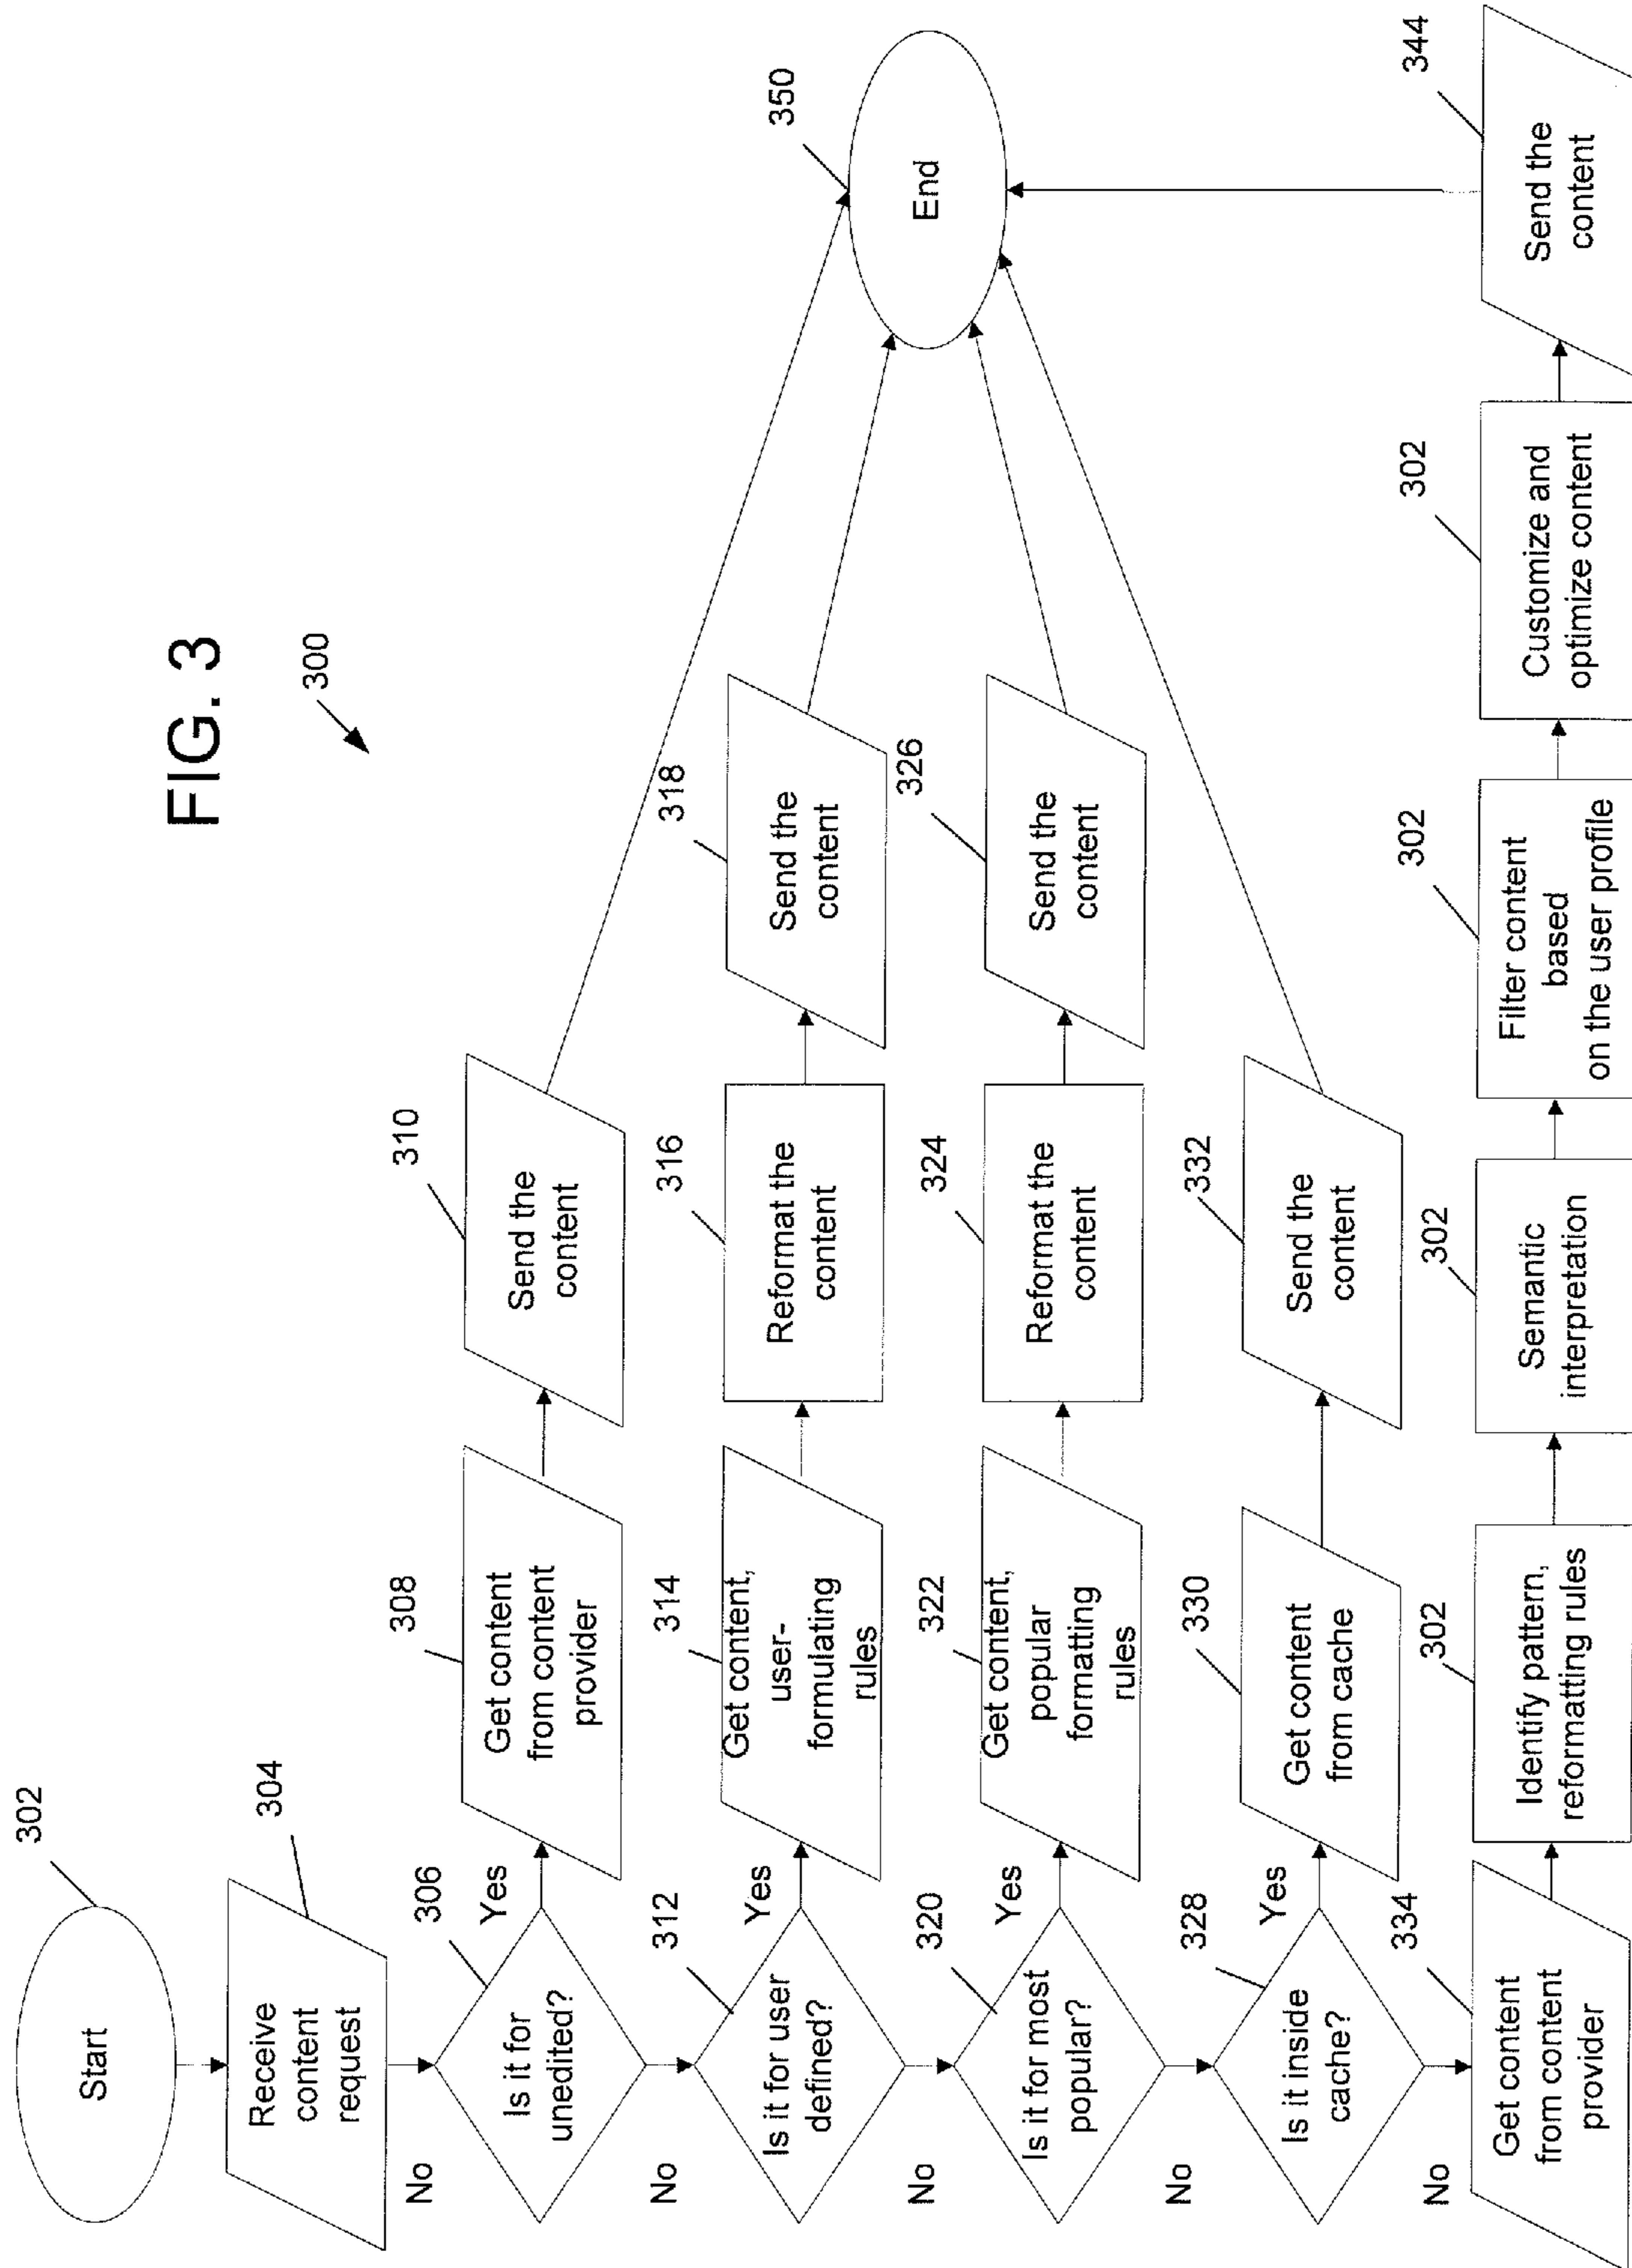 FIG. 3
300
302
Start
304
Receive
content
request
No
306
Is it for
unedited?
Yes
308
Get content
from content
provider
310
Send the
content
No
312
Is it for user
defined?
Yes
314
Get content,
user-
formulating
rules
316
Reformat the
content
318
Send the
content
No
320
Is it for most
popular?
Yes
322
Get content,
popular
formatting
rules
324
Reformat the
content
326
Send the
content
No
328
Is it inside
cache?
Yes
330
Get content
from cache
332
Send the
content
No
334
Get content
from content
provider
302
Identify pattern,
reformatting rules
302
Semantic
interpretation
302
Filter content
based
on the user profile
302
Customize and
optimize content
344
Send the
content
350
End